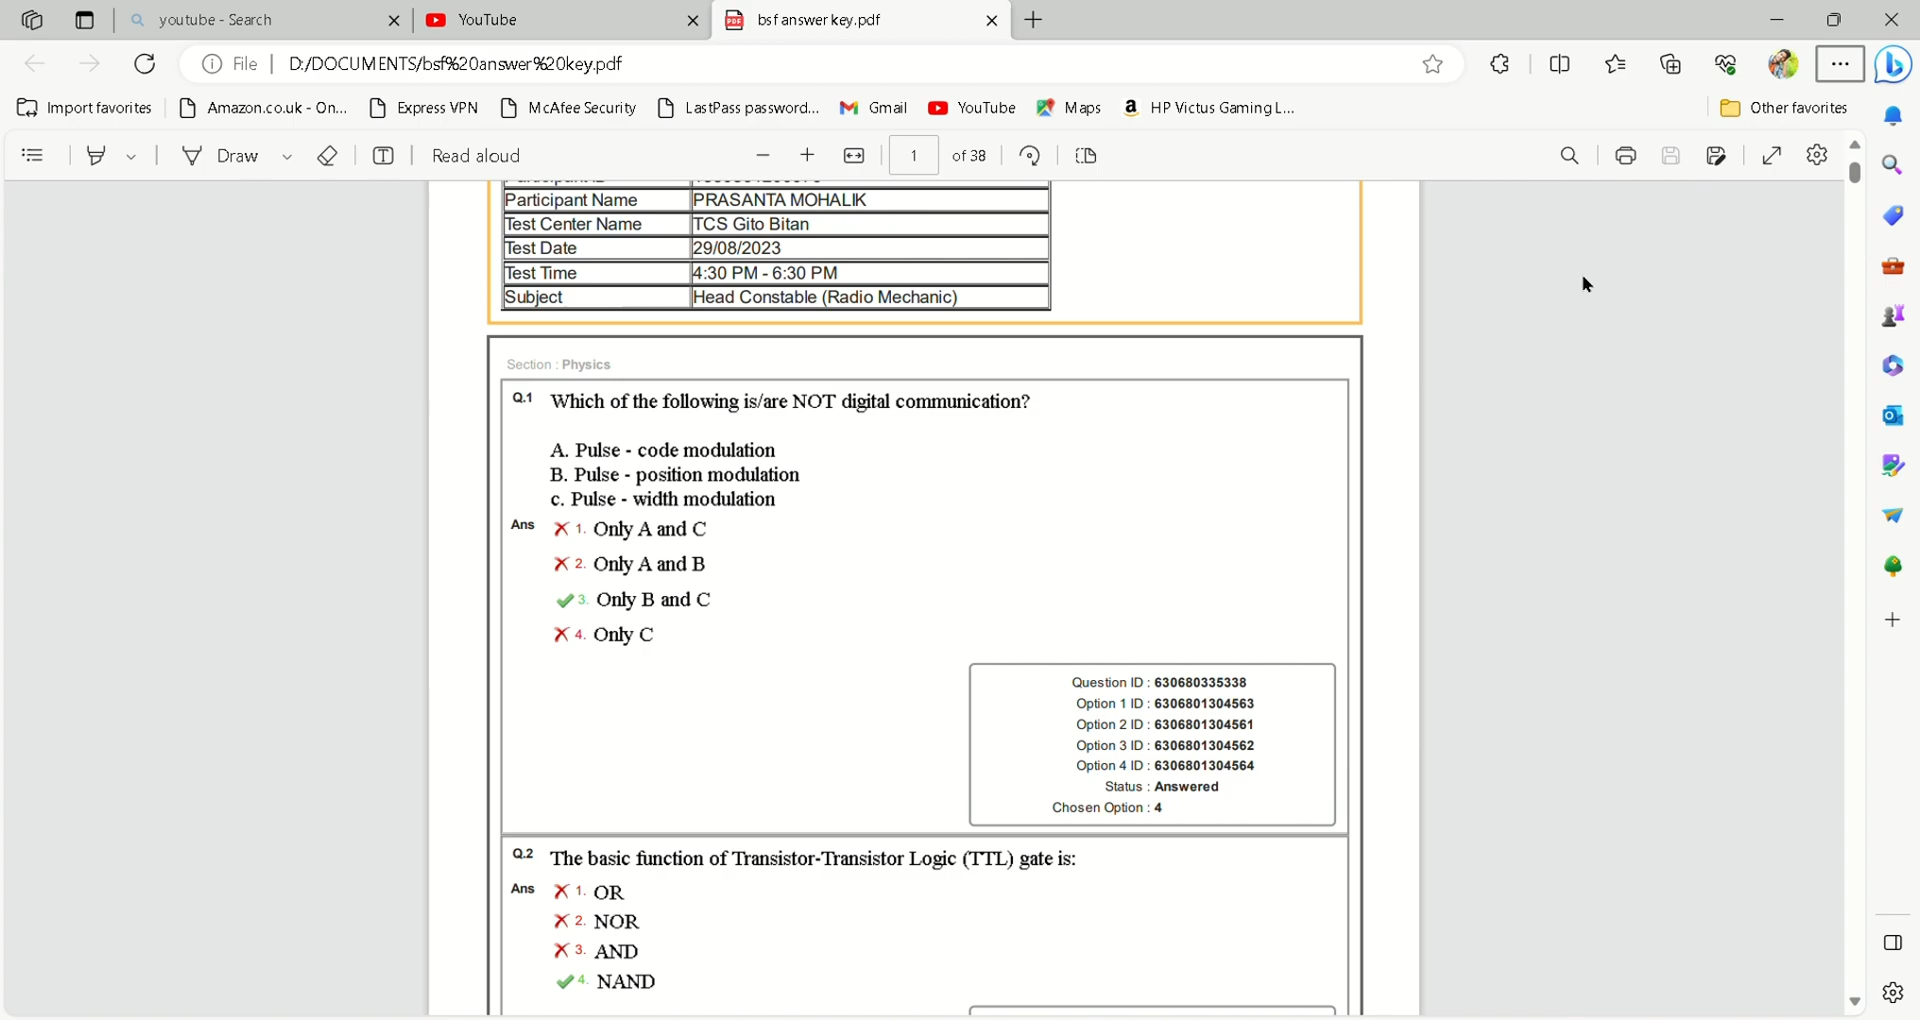 youtube - Search
YouTube
bsf answer key.pdf
File
D:/DOCUMENTS/bsf%20answer%20key.pdf
Import favorites
Amazon.co.uk - On...
Express VPN
McAfee Security
LastPass password...
Gmail
YouTube
Maps
HP Victus Gaming L...
Other favorites
Draw
Read aloud
1 of 38
Participant Name PRASANTA MOHALIK
Test Center Name TCS Gito Bitan
Test Date 29/08/2023
Test Time 4:30 PM - 6:30 PM
Subject Head Constable (Radio Mechanic)
Section : Physics
Q.1 Which of the following is/are NOT digital communication?
A. Pulse - code modulation
B. Pulse - position modulation
c. Pulse - width modulation
Ans 1. Only A and C
2. Only A and B
3. Only B and C
4. Only C
Question ID : 630680335338
Option 1 ID : 6306801304563
Option 2 ID : 6306801304561
Option 3 ID : 6306801304562
Option 4 ID : 6306801304564
Status : Answered
Chosen Option : 4
Q.2 The basic function of Transistor-Transistor Logic (TTL) gate is:
Ans 1. OR
2. NOR
3. AND
4. NAND